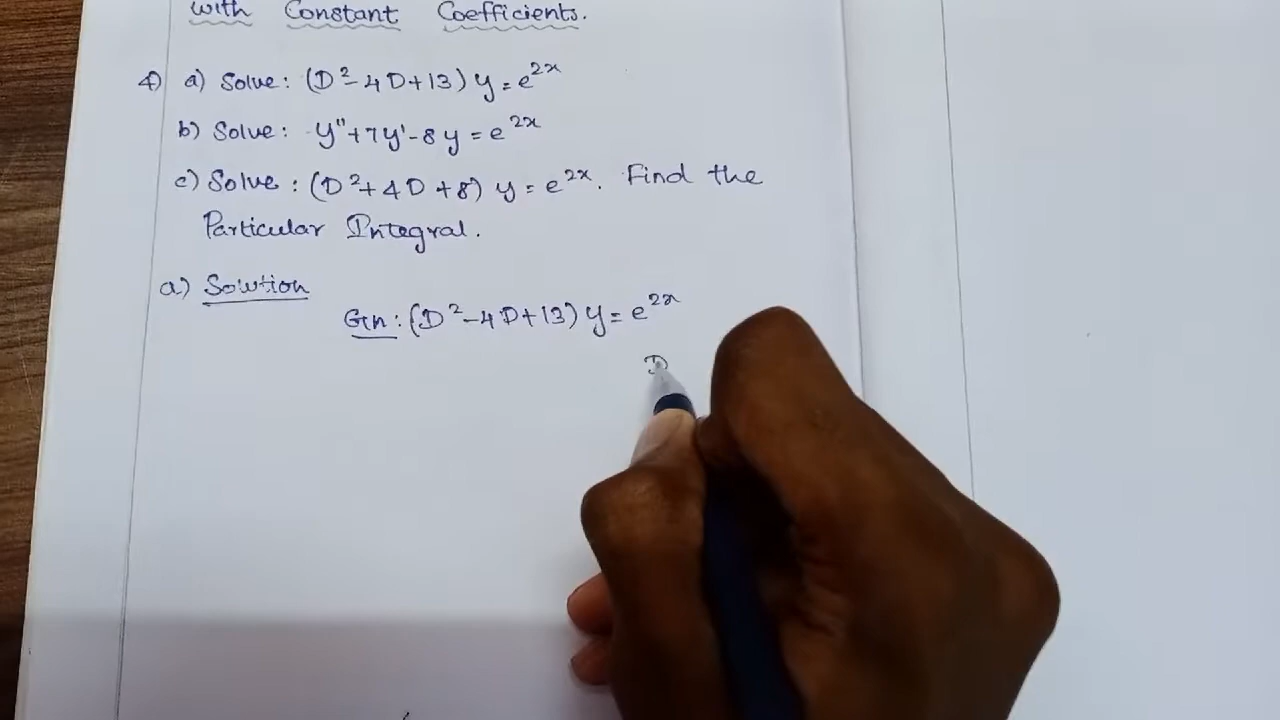 with Constant Coefficients.
4) a) Solve: (D²-4D+13) y = e^2x
b) Solve: y"+7y'-8y = e^2x
c) Solve: (D²+4D+8) y = e^2x. Find the
Particular Integral.
a) Solution
Gn: (D²-4D+13) y = e^2x
D